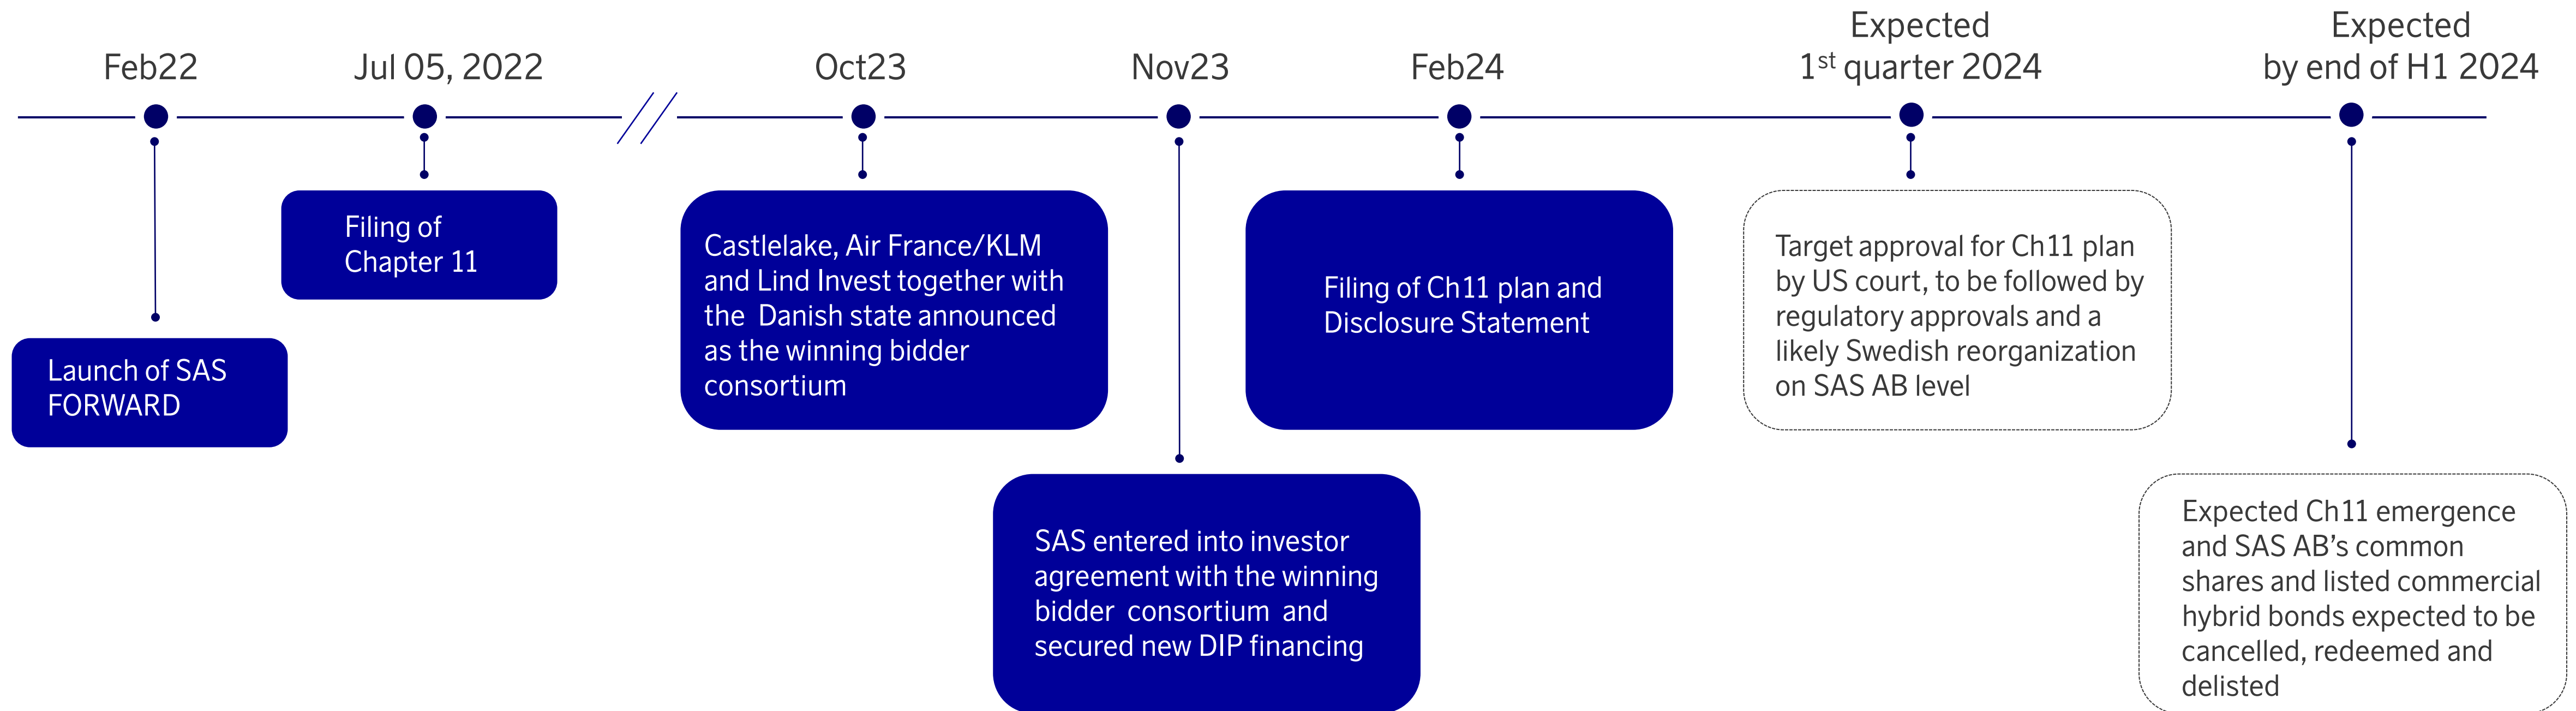 Feb22
Jul 05, 2022
Oct23
Nov23
Feb24
Expected
1st quarter 2024
Expected
by end of H1 2024
Launch of SAS
FORWARD
Filing of
Chapter 11
Castlelake, Air France/KLM
and Lind Invest together with
the Danish state announced
as the winning bidder
consortium
SAS entered into investor
agreement with the winning
bidder consortium and
secured new DIP financing
Filing of Ch11 plan and
Disclosure Statement
Target approval for Ch11 plan
by US court, to be followed by
regulatory approvals and a
likely Swedish reorganization
on SAS AB level
Expected Ch11 emergence
and SAS AB’s common
shares and listed commercial
hybrid bonds expected to be
cancelled, redeemed and
delisted